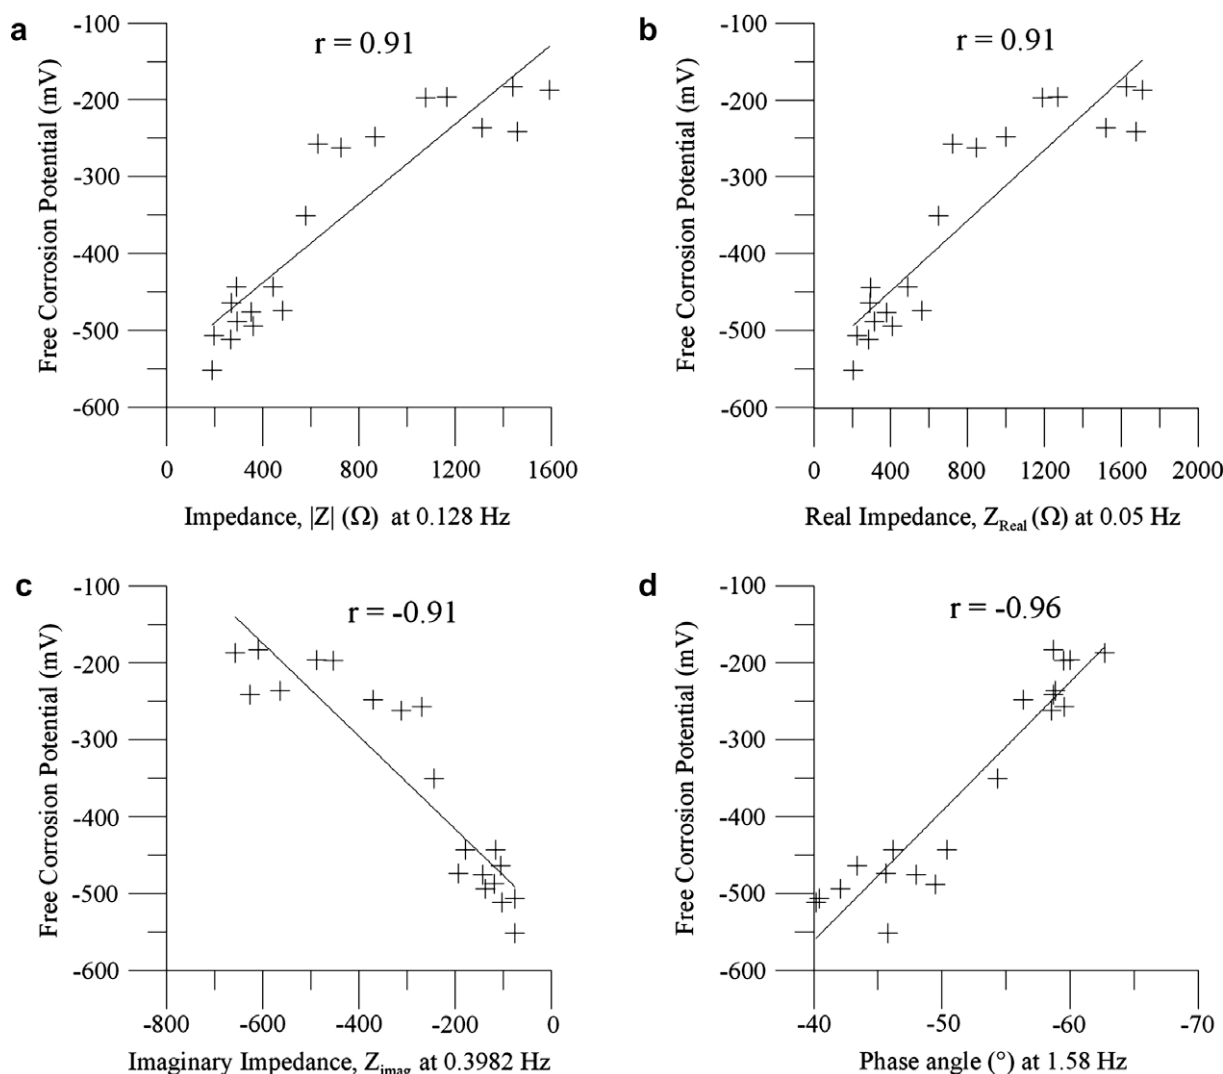 a
r = 0.91
Free Corrosion Potential (mV)
-100
-200
-300
-400
-500
-600
0 400 800 1200 1600
Impedance, |Z| (Ω) at 0.128 Hz
b
r = 0.91
Free Corrosion Potential (mV)
-100
-200
-300
-400
-500
-600
0 400 800 1200 1600 2000
Real Impedance, Z_Real (Ω) at 0.05 Hz
c
r = -0.91
Free Corrosion Potential (mV)
-100
-200
-300
-400
-500
-600
-800 -600 -400 -200 0
Imaginary Impedance, Z_imag at 0.3982 Hz
d
r = -0.96
Free Corrosion Potential (mV)
-100
-200
-300
-400
-500
-600
-40 -50 -60 -70
Phase angle (°) at 1.58 Hz